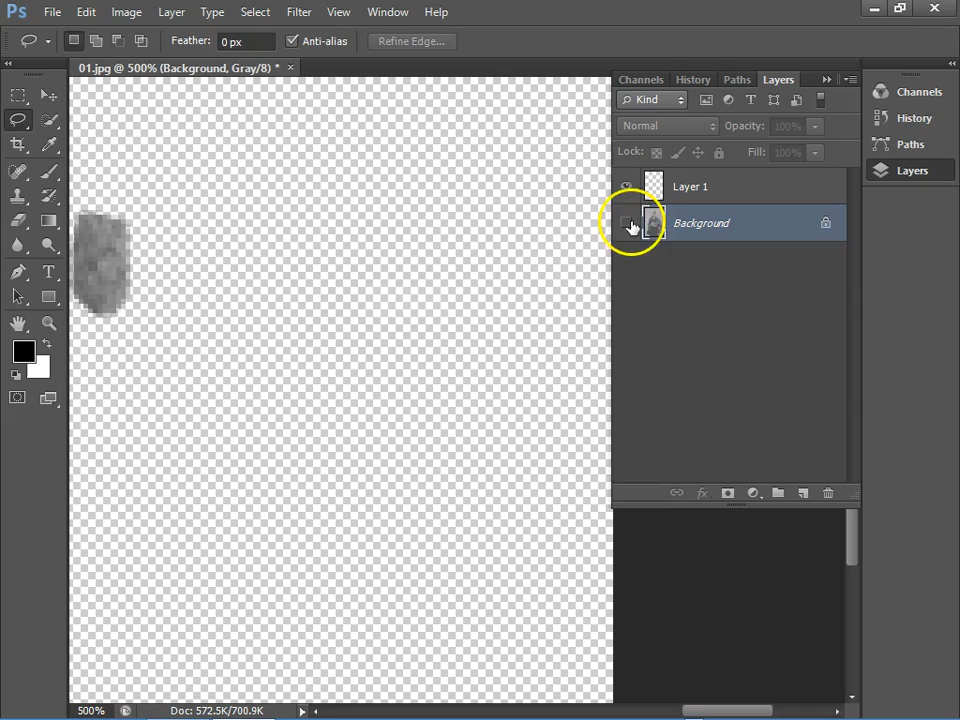 Ps File Edit Image Layer Type Select Filter View Window Help
Feather: 0 px Anti-alias Refine Edge...
01.jpg @ 500% (Background, Gray/8) * ×
Channels History Paths Layers
Kind
Normal Opacity: 100%
Lock: Fill: 100%
Layer 1
Background
Channels
History
Paths
Layers
500% Doc: 572.5K/700.9K